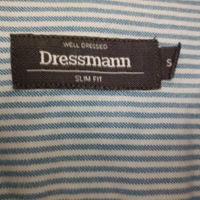 WELL DRESSED
Dressmann
SLIM FIT
S